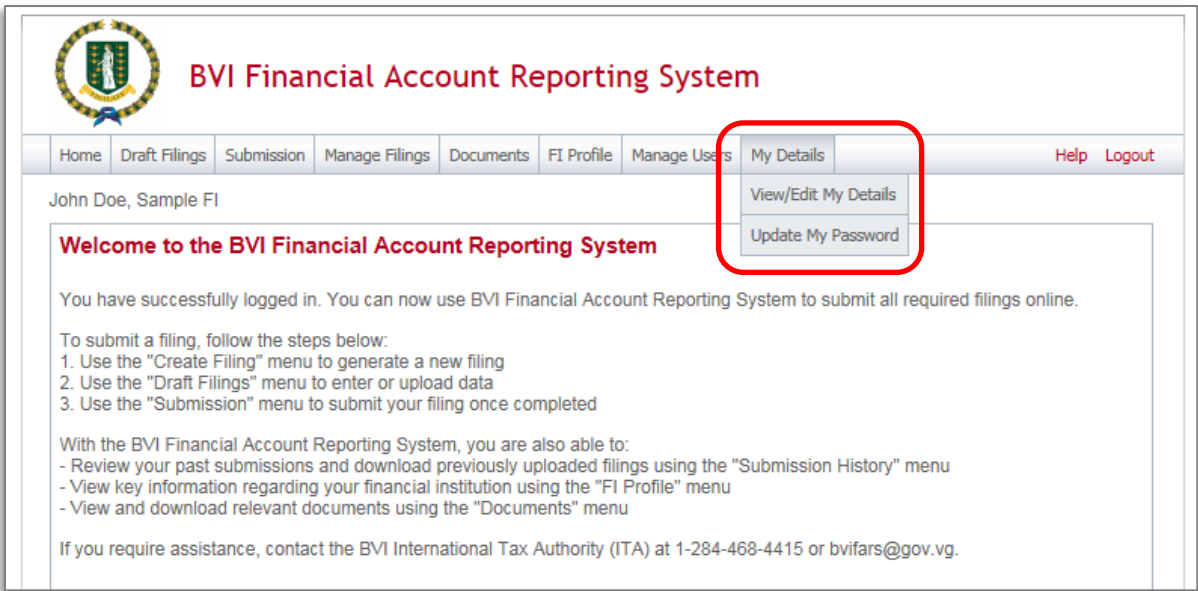 VIGILATE
BVI Financial Account Reporting System
Home Draft Filings Submission Manage Filings Documents FI Profile Manage Users My Details Help Logout
View/Edit My Details
Update My Password
John Doe, Sample FI
Welcome to the BVI Financial Account Reporting System
You have successfully logged in. You can now use BVI Financial Account Reporting System to submit all required filings online.
To submit a filing, follow the steps below:
1. Use the "Create Filing" menu to generate a new filing
2. Use the "Draft Filings" menu to enter or upload data
3. Use the "Submission" menu to submit your filing once completed
With the BVI Financial Account Reporting System, you are also able to:
- Review your past submissions and download previously uploaded filings using the "Submission History" menu
- View key information regarding your financial institution using the "FI Profile" menu
- View and download relevant documents using the "Documents" menu
If you require assistance, contact the BVI International Tax Authority (ITA) at 1-284-468-4415 or bvifars@gov.vg.